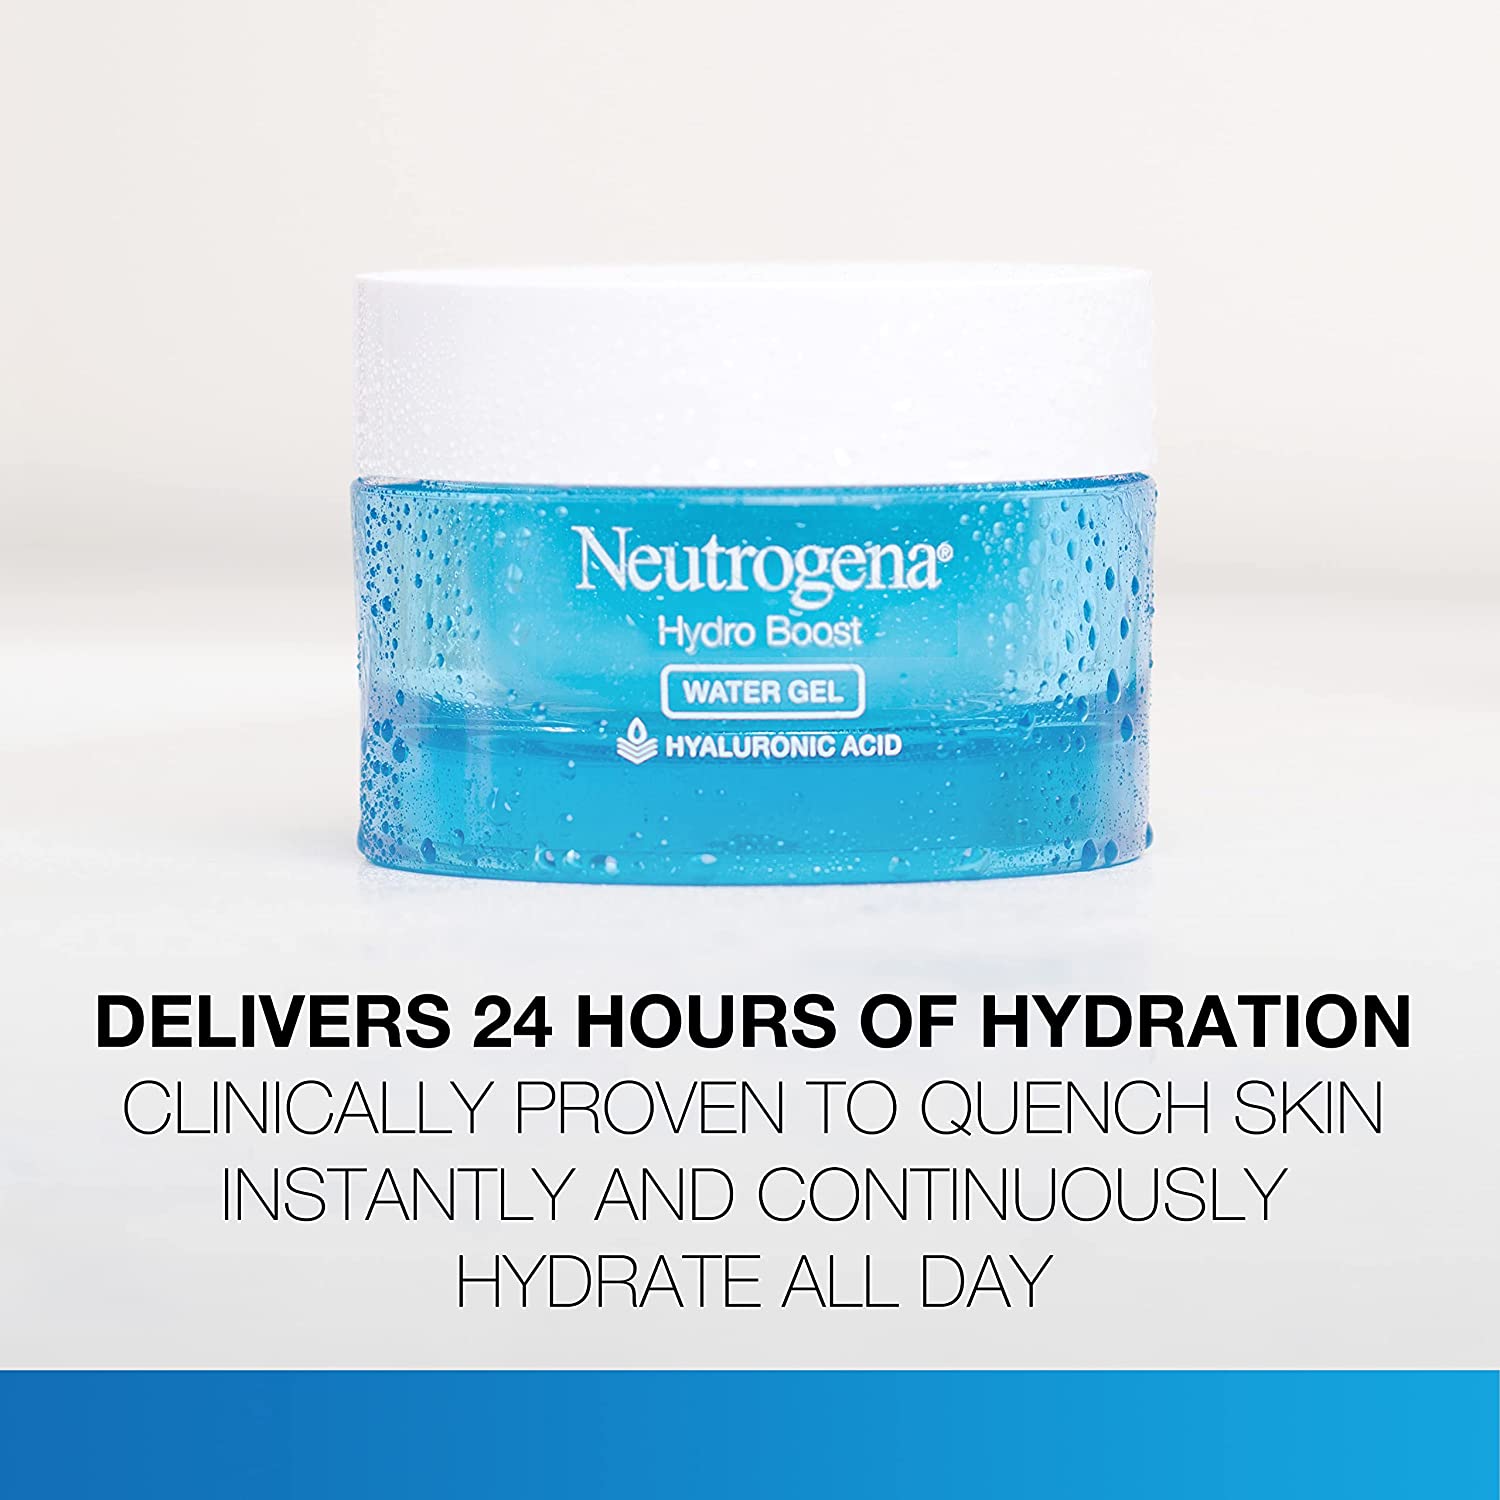 Neutrogena®
Hydro Boost
WATER GEL
HYALURONIC ACID
DELIVERS 24 HOURS OF HYDRATION
CLINICALLY PROVEN TO QUENCH SKIN
INSTANTLY AND CONTINUOUSLY
HYDRATE ALL DAY